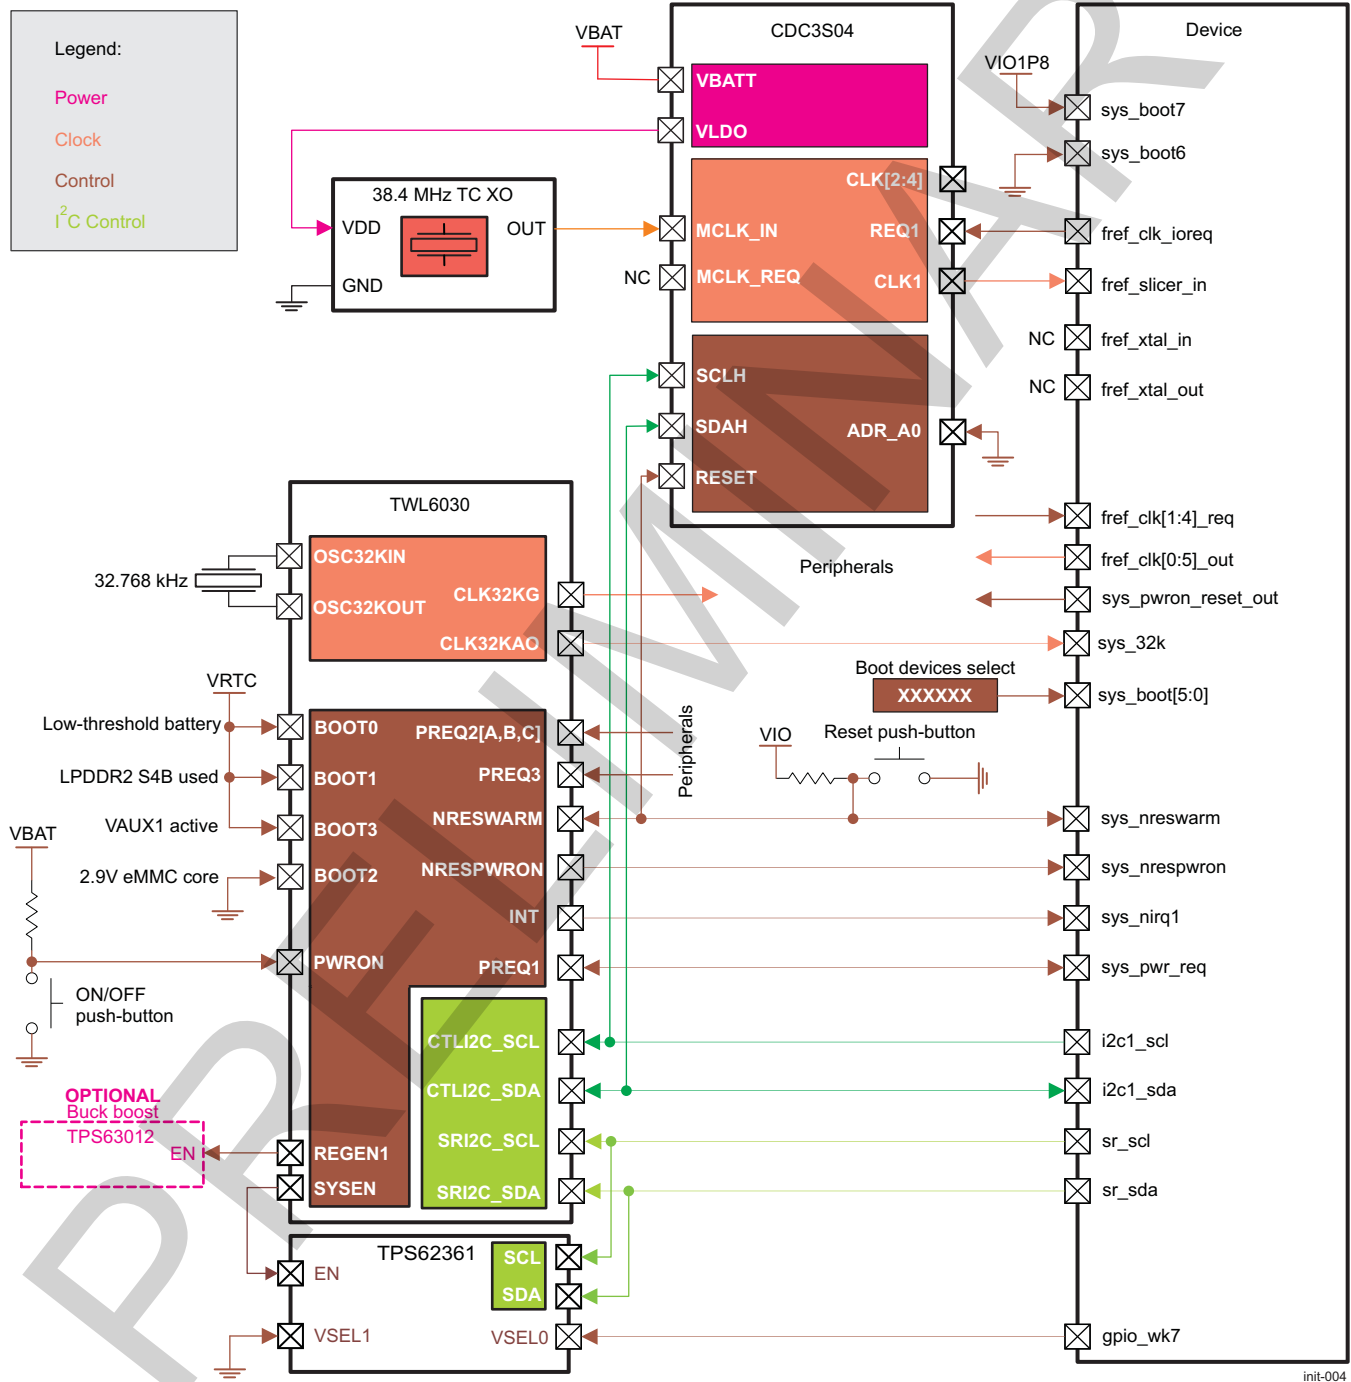 Legend:
Power
Clock
Control
I2C Control
VBAT
CDC3S04
VBATT
VLDO
38.4 MHz TC XO
VDD
OUT
GND
CLK[2:4]
MCLK_IN
REQ1
NC
MCLK_REQ
CLK1
SCLH
SDAH
ADR_A0
RESET
Device
VIO1P8
sys_boot7
sys_boot6
fref_clk_ioreq
fref_slicer_in
NC
fref_xtal_in
NC
fref_xtal_out
fref_clk[1:4]_req
Peripherals
fref_clk[0:5]_out
sys_pwron_reset_out
sys_32k
Boot devices select
XXXXXX
sys_boot[5:0]
VIO
Reset push-button
sys_nreswarm
sys_nrespwron
sys_nirq1
sys_pwr_req
i2c1_scl
i2c1_sda
sr_scl
sr_sda
gpio_wk7
TWL6030
32.768 kHz
OSC32KIN
OSC32KOUT
CLK32KG
CLK32KAO
VRTC
Low-threshold battery
BOOT0
PREQ2[A,B,C]
Peripherals
LPDDR2 S4B used
BOOT1
PREQ3
VAUX1 active
BOOT3
NRESWARM
VBAT
2.9V eMMC core
BOOT2
NRESPWRON
INT
PWRON
PREQ1
ON/OFF
push-button
CTLI2C_SCL
CTLI2C_SDA
OPTIONAL
Buck boost
TPS63012
EN
REGEN1
SRI2C_SCL
SYSEN
SRI2C_SDA
TPS62361
SCL
EN
SDA
VSEL1
VSEL0
init-004
PRELIMINARY